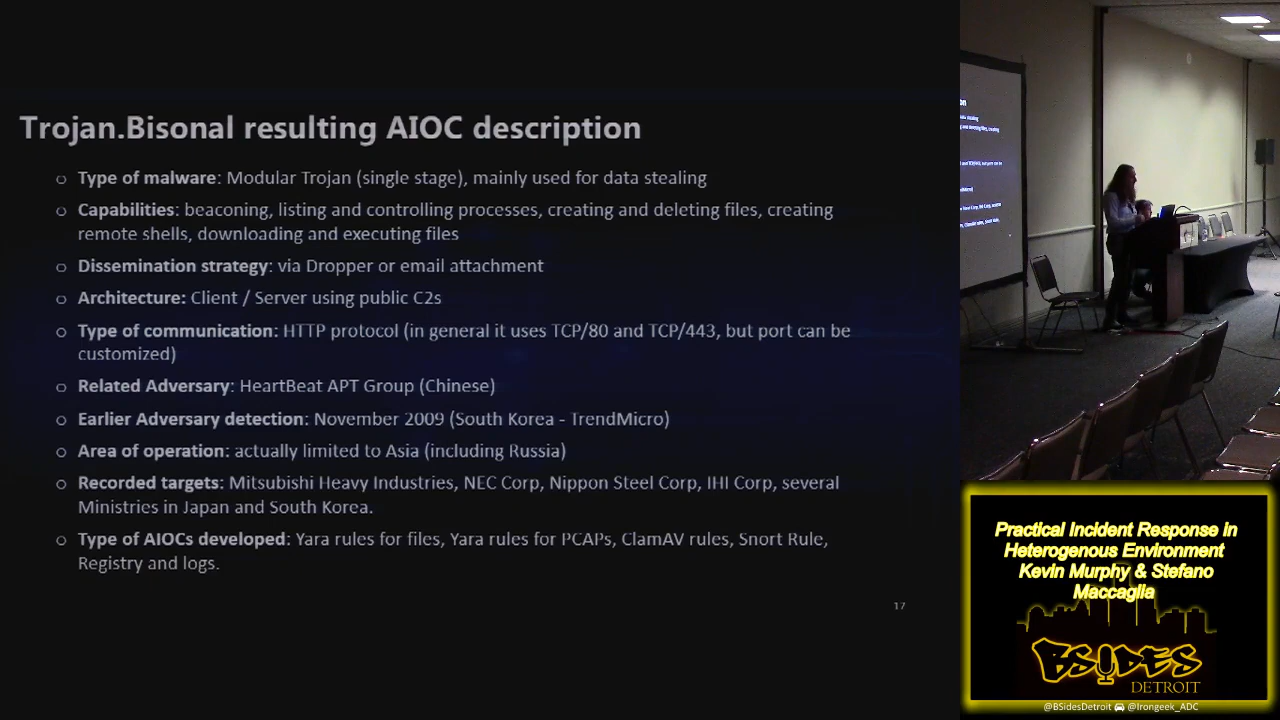 Trojan.Bisonal resulting AIOC description
o Type of malware: Modular Trojan (single stage), mainly used for data stealing
o Capabilities: beaconing, listing and controlling processes, creating and deleting files, creating
remote shells, downloading and executing files
o Dissemination strategy: via Dropper or email attachment
o Architecture: Client / Server using public C2s
o Type of communication: HTTP protocol (in general it uses TCP/80 and TCP/443, but port can be
customized)
o Related Adversary: HeartBeat APT Group (Chinese)
o Earlier Adversary detection: November 2009 (South Korea - TrendMicro)
o Area of operation: actually limited to Asia (including Russia)
o Recorded targets: Mitsubishi Heavy Industries, NEC Corp, Nippon Steel Corp, IHI Corp, several
Ministries in Japan and South Korea.
o Type of AIOCs developed: Yara rules for files, Yara rules for PCAPs, ClamAV rules, Snort Rule,
Registry and logs.
17
Practical Incident Response in
Heterogenous Environment
Kevin Murphy & Stefano
Maccaglia
BSIDES
DETROIT
@BSidesDetroit @Irongeek_ADC